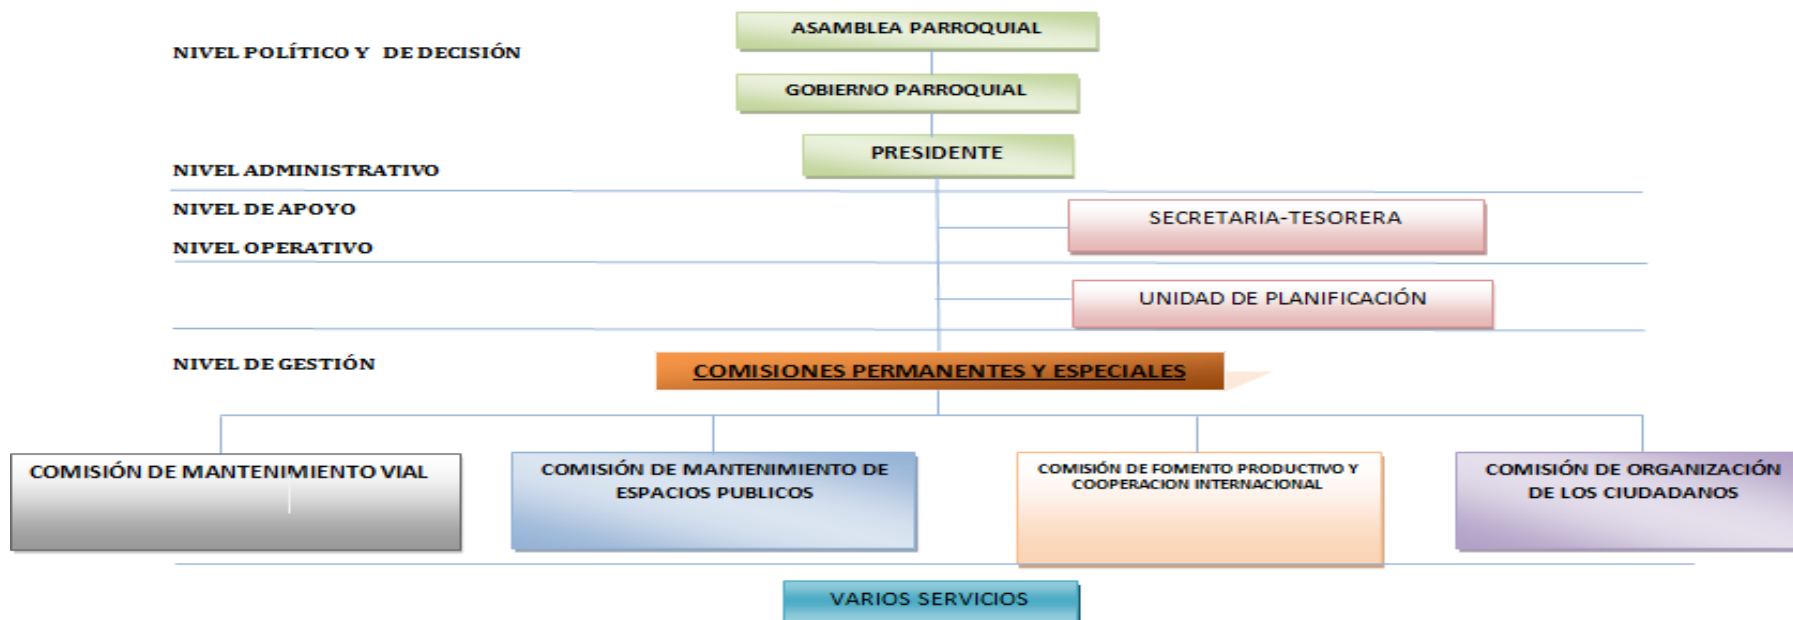 ASAMBLEA PARROQUIAL
NIVEL POLÍTICO Y DE DECISIÓN
GOBIERNO PARROQUIAL
PRESIDENTE
NIVEL ADMINISTRATIVO
NIVEL DE APOYO
SECRETARIA-TESORERA
NIVEL OPERATIVO
UNIDAD DE PLANIFICACIÓN
NIVEL DE GESTIÓN
COMISIONES PERMANENTES Y ESPECIALES
COMISIÓN DE MANTENIMIENTO VIAL
COMISIÓN DE MANTENIMIENTO DE
ESPACIOS PUBLICOS
COMISIÓN DE FOMENTO PRODUCTIVO Y
COOPERACION INTERNACIONAL
COMISIÓN DE ORGANIZACIÓN
DE LOS CIUDADANOS
VARIOS SERVICIOS